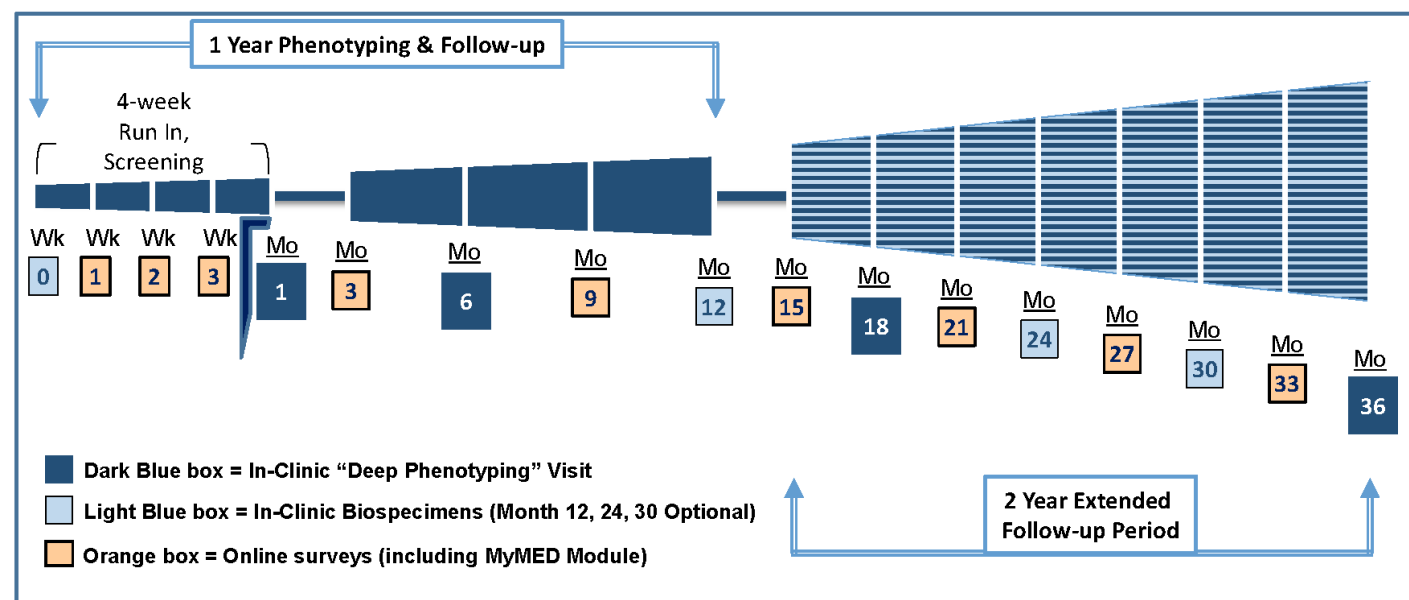 1 Year Phenotyping & Follow-up
4-week
Run In,
Screening
Wk Wk Wk Wk
0 1 2 3
Mo Mo Mo Mo Mo Mo Mo Mo Mo Mo Mo Mo Mo
1 3 6 9 12 15 18 21 24 27 30 33 36
Dark Blue box = In-Clinic “Deep Phenotyping” Visit
Light Blue box = In-Clinic Biospecimens (Month 12, 24, 30 Optional)
Orange box = Online surveys (including MyMED Module)
2 Year Extended
Follow-up Period